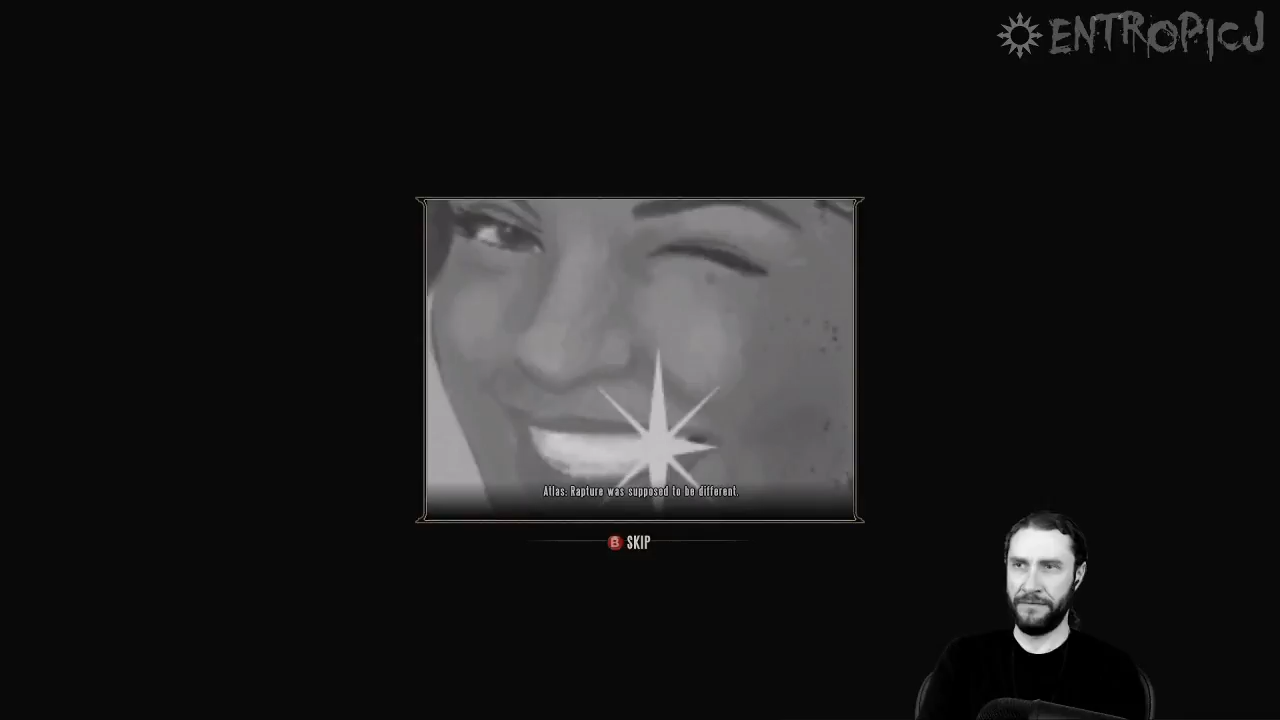 ENTROPICJ
Atlas: Rapture was supposed to be different.
B SKIP